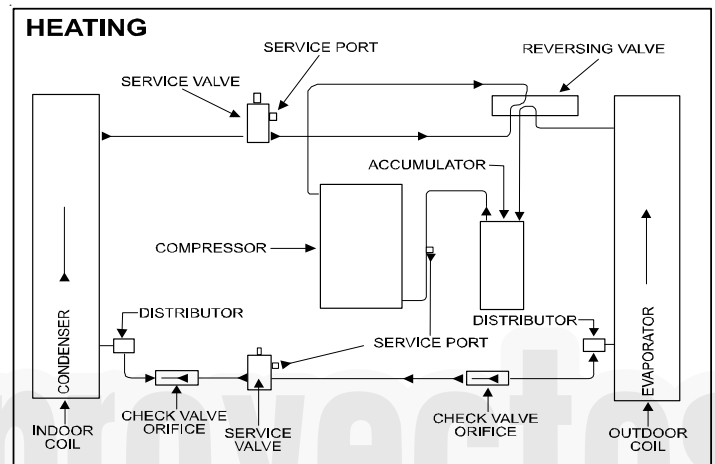 HEATING
SERVICE PORT
REVERSING VALVE
SERVICE VALVE
ACCUMULATOR
COMPRESSOR
DISTRIBUTOR
DISTRIBUTOR
CONDENSER
EVAPORATOR
SERVICE PORT
INDOOR
COIL
CHECK VALVE
ORIFICE
SERVICE
VALVE
CHECK VALVE
ORIFICE
OUTDOOR
COIL
proyectos